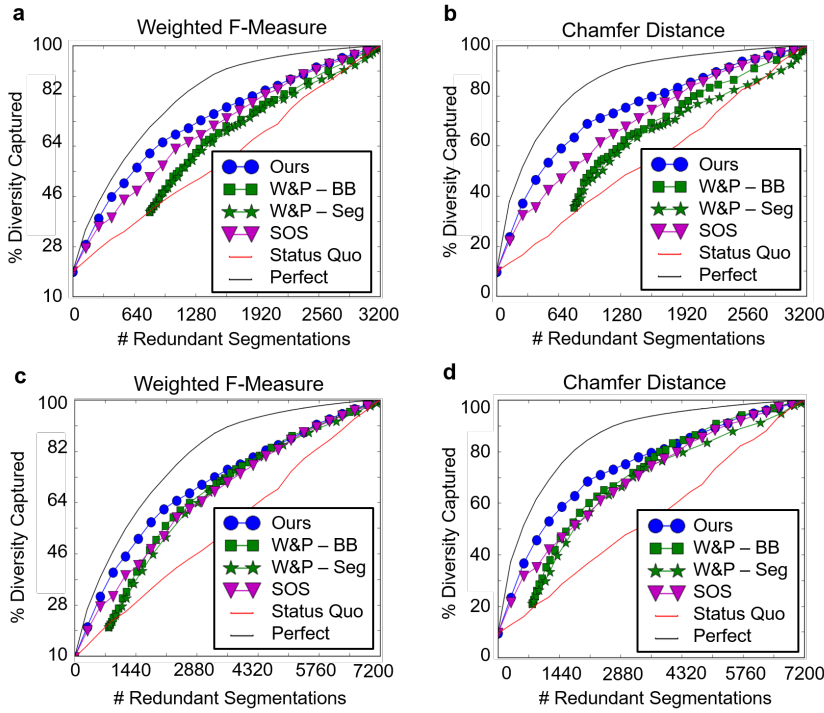 a
Weighted F-Measure
% Diversity Captured
100
82
64
46
28
10
Ours
W&P – BB
W&P – Seg
SOS
Status Quo
Perfect
0 640 1280 1920 2560 3200
# Redundant Segmentations
b
Chamfer Distance
% Diversity Captured
100
80
60
40
20
0
Ours
W&P – BB
W&P – Seg
SOS
Status Quo
Perfect
0 640 1280 1920 2560 3200
# Redundant Segmentations
c
Weighted F-Measure
% Diversity Captured
100
82
64
46
28
10
Ours
W&P – BB
W&P – Seg
SOS
Status Quo
Perfect
0 1440 2880 4320 5760 7200
# Redundant Segmentations
d
Chamfer Distance
% Diversity Captured
100
80
60
40
20
0
Ours
W&P – BB
W&P – Seg
SOS
Status Quo
Perfect
0 1440 2880 4320 5760 7200
# Redundant Segmentations